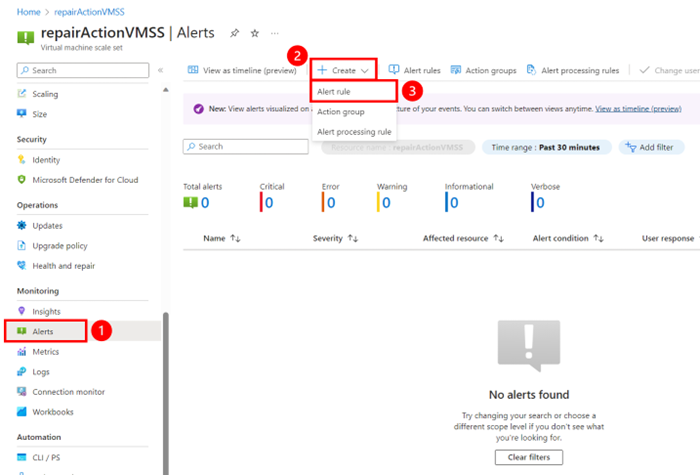 Home > repairActionVMSS
repairActionVMSS | Alerts
Virtual machine scale set
Search
Scaling
Size
Security
Identity
Microsoft Defender for Cloud
Operations
Updates
Upgrade policy
Health and repair
Monitoring
Insights
Alerts
1
Metrics
Logs
Connection monitor
Workbooks
Automation
CLI / PS
2
View as timeline (preview)
Create
Alert rules
Action groups
Alert processing rules
Change user
Alert rule
3
Action group
Alert processing rule
New: View alerts visualized on
cture of your events. You can switch between views anytime. View as timeline (preview)
Search
Resource name : repairActionVMSS
Time range : Past 30 minutes
Add filter
Total alerts
0
Critical
0
Error
0
Warning
0
Informational
0
Verbose
0
Name
Severity
Affected resource
Alert condition
User response
No alerts found
Try changing your search or choose a
different scope level if you don't see what
you're looking for.
Clear filters